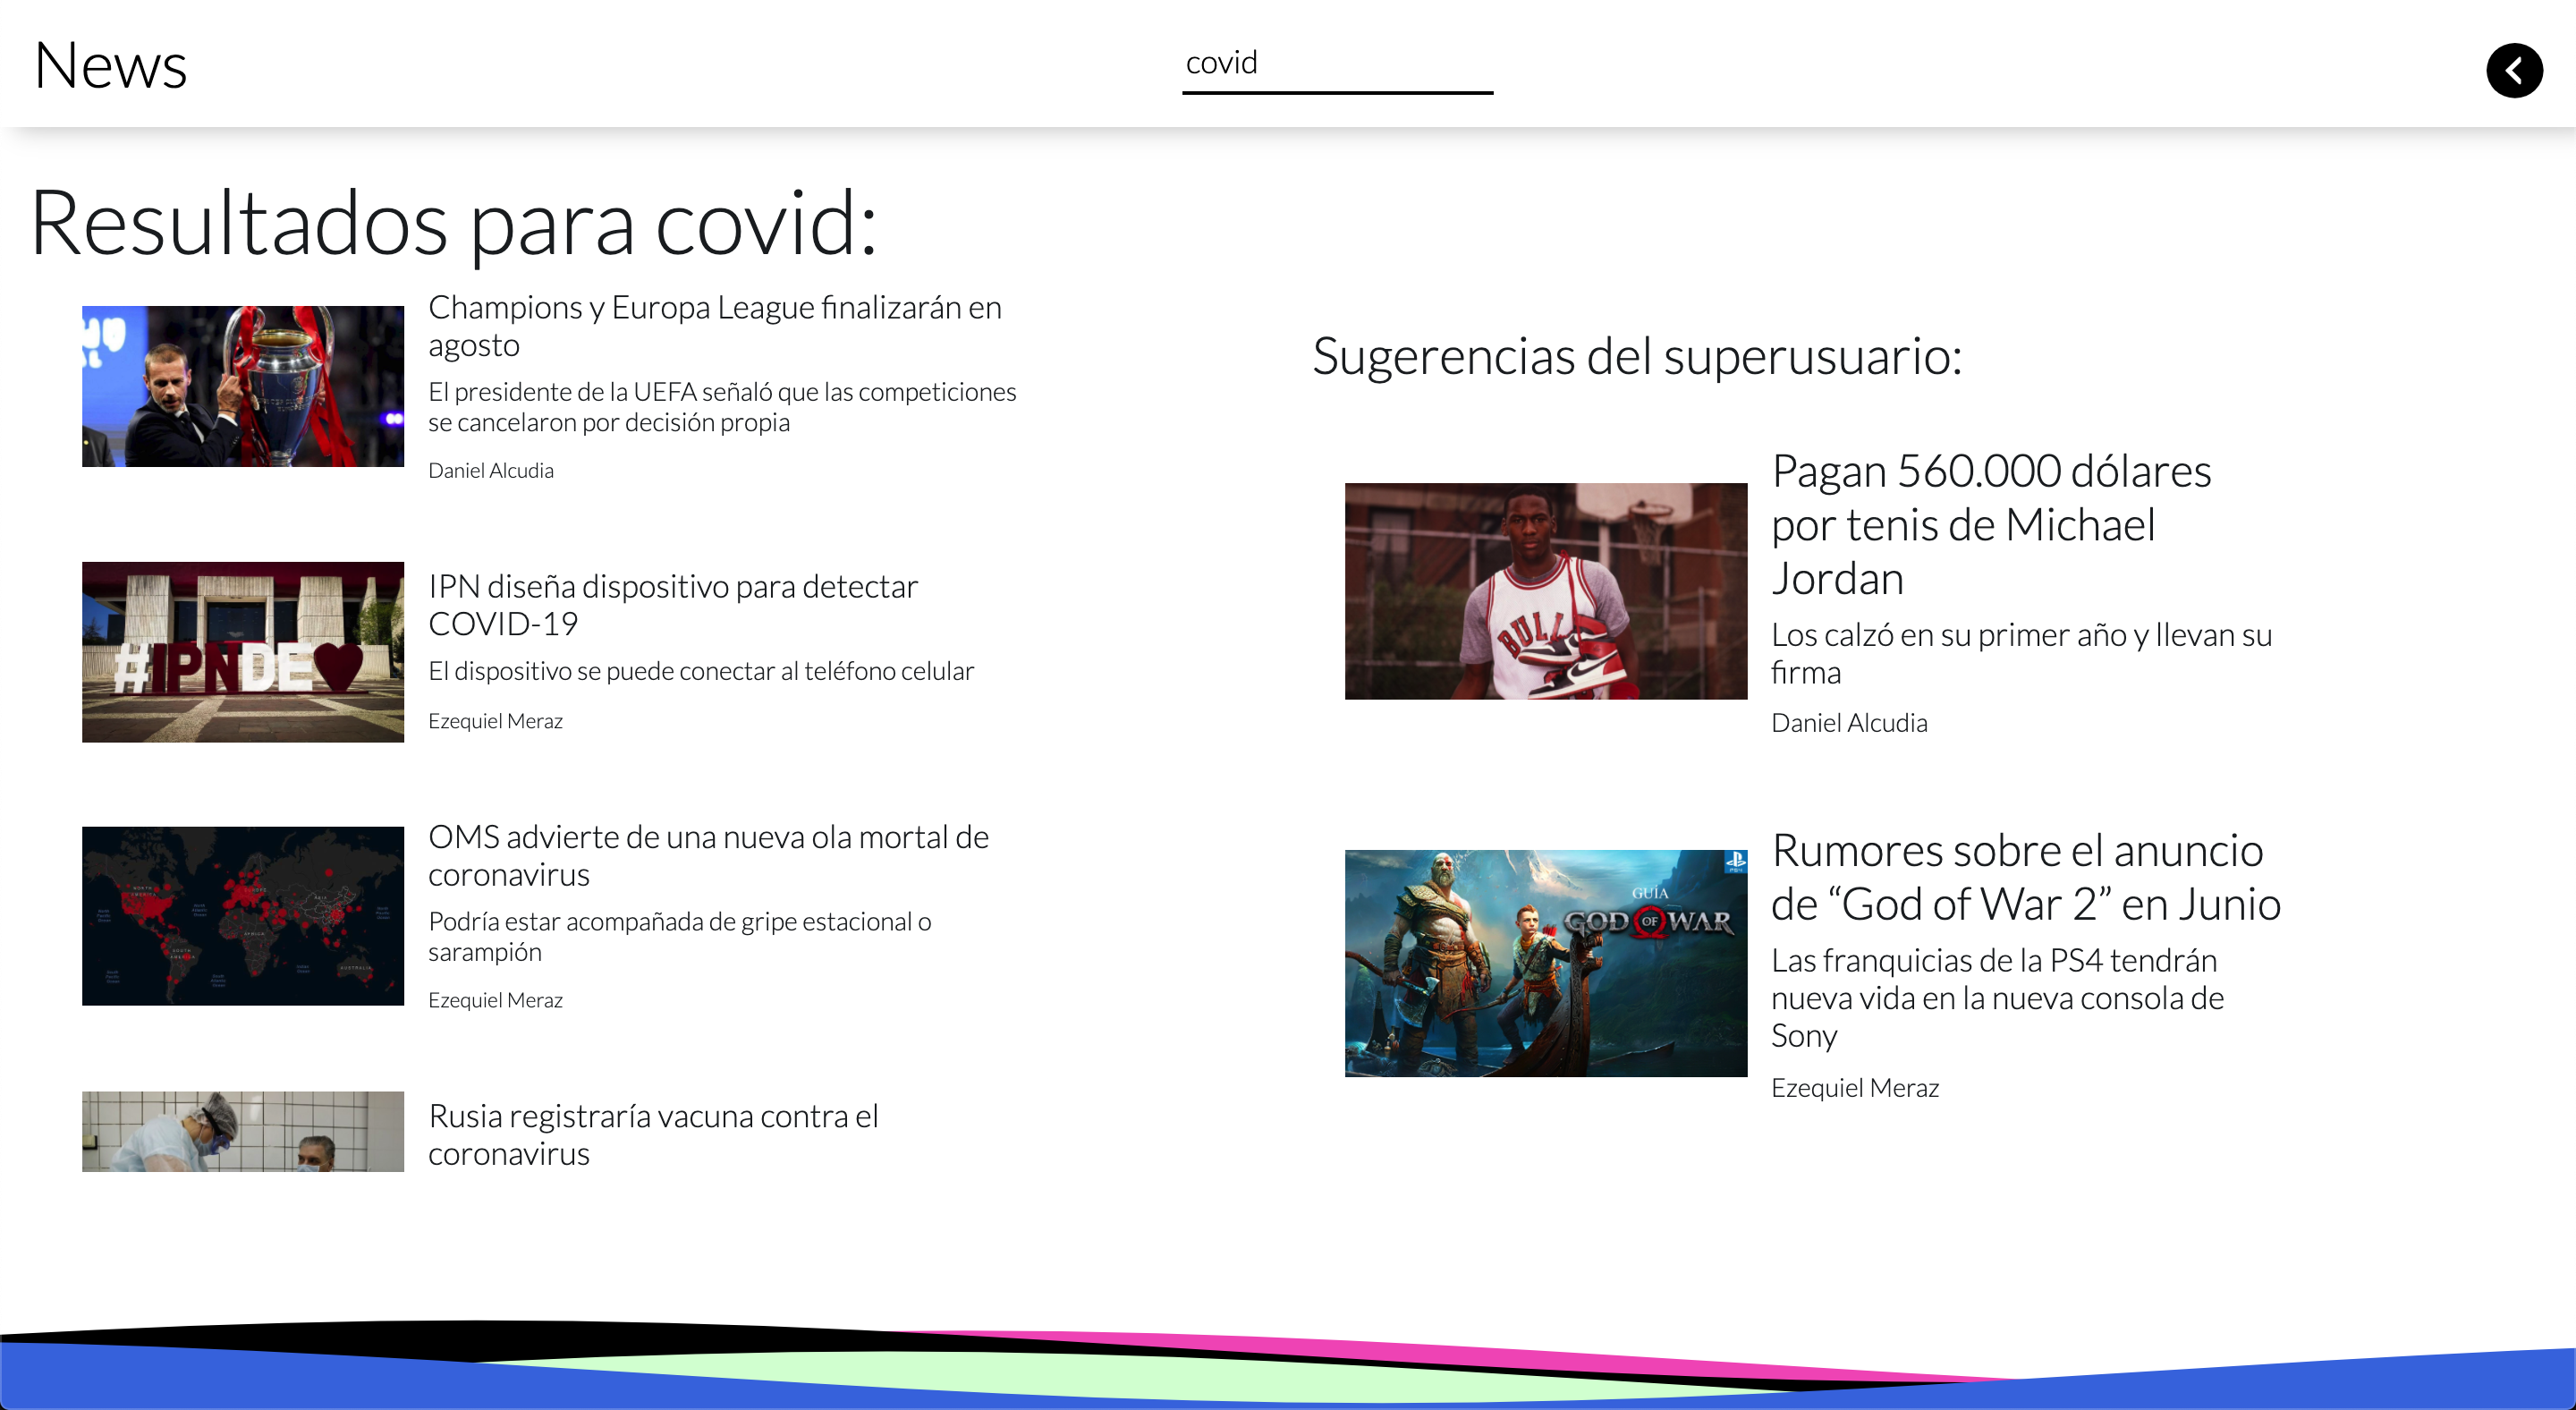 News
covid
Resultados para covid:
Champions y Europa League finalizarán en
agosto
El presidente de la UEFA señaló que las competiciones
se cancelaron por decisión propia
Daniel Alcudia
#IPNDE
IPN diseña dispositivo para detectar
COVID-19
El dispositivo se puede conectar al teléfono celular
Ezequiel Meraz
OMS advierte de una nueva ola mortal de
coronavirus
Podría estar acompañada de gripe estacional o
sarampión
Ezequiel Meraz
Rusia registraría vacuna contra el
coronavirus
Sugerencias del superusuario:
BULL
Pagan 560.000 dólares
por tenis de Michael
Jordan
Los calzó en su primer año y llevan su
firma
Daniel Alcudia
PS4
GUÍA
GOD OF WAR
Rumores sobre el anuncio
de “God of War 2” en Junio
Las franquicias de la PS4 tendrán
nueva vida en la nueva consola de
Sony
Ezequiel Meraz